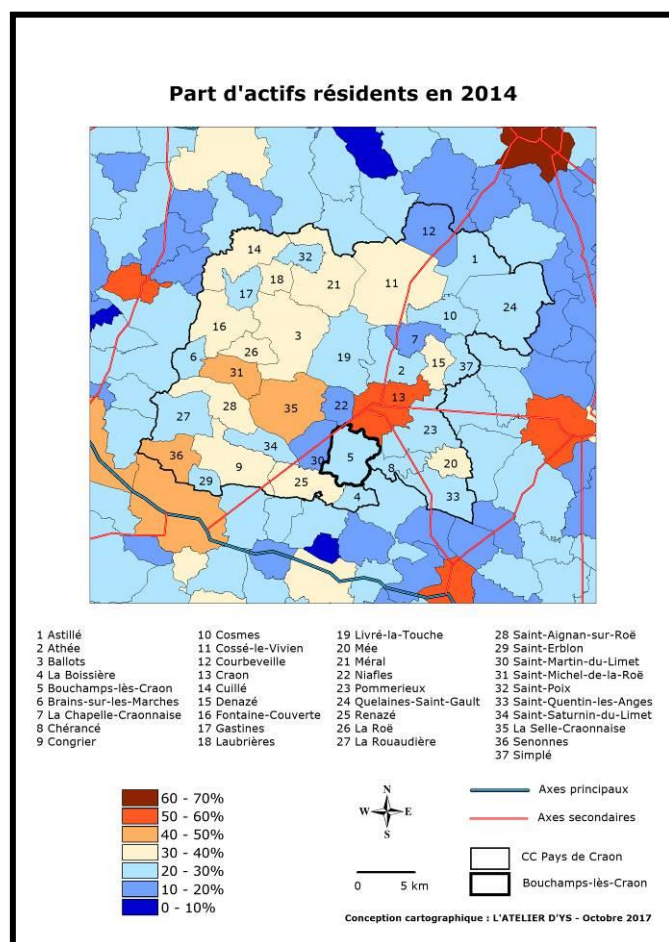 Part d'actifs résidents en 2014
12
14
32
1
18
21
11
17
24
10
16
3
7
26
19
15
6
37
31
2
13
28
35
22
27
23
34
5
36
30
20
9
8
29
25
4
33
1 Astillé
2 Athée
3 Ballots
4 La Boissière
5 Bouchamps-lès-Craon
6 Brains-sur-les-Marches
7 La Chapelle-Craonnaise
8 Chérancé
9 Congrier
10 Cosmes
11 Cossé-le-Vivien
12 Courbeveille
13 Craon
14 Cuillé
15 Denazé
16 Fontaine-Couverte
17 Gastines
18 Laubrières
19 Livré-la-Touche
20 Mée
21 Méral
22 Niafles
23 Pommerieux
24 Quelaines-Saint-Gault
25 Renazé
26 La Roë
27 La Rouaudière
28 Saint-Aignan-sur-Roë
29 Saint-Erblon
30 Saint-Martin-du-Limet
31 Saint-Michel-de-la-Roë
32 Saint-Poix
33 Saint-Quentin-les-Anges
34 Saint-Saturnin-du-Limet
35 La Selle-Craonnaise
36 Senonnes
37 Simplé
60 - 70%
50 - 60%
40 - 50%
30 - 40%
20 - 30%
10 - 20%
0 - 10%
N
W E
S
0 5 km
Axes principaux
Axes secondaires
CC Pays de Craon
Bouchamps-lès-Craon
Conception cartographique : L'ATELIER D'YS - Octobre 2017